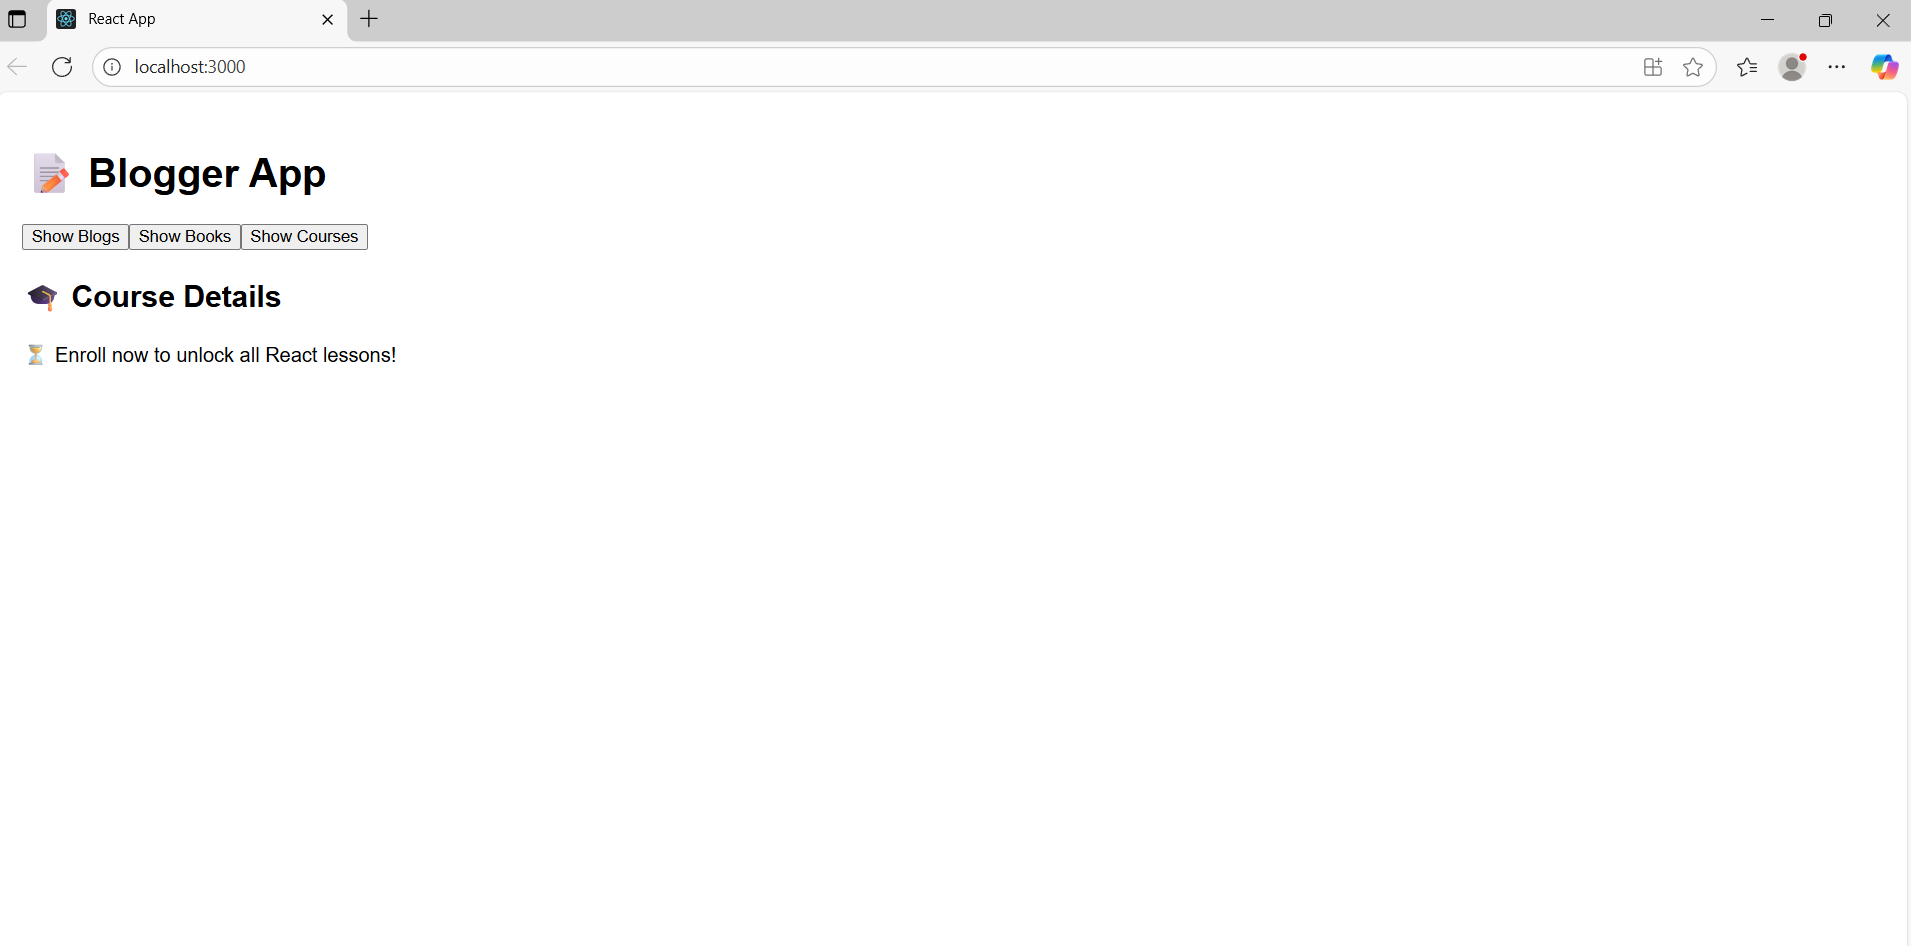 React App
localhost:3000
📝 Blogger App
Show Blogs Show Books Show Courses
🎓 Course Details
⏳ Enroll now to unlock all React lessons!